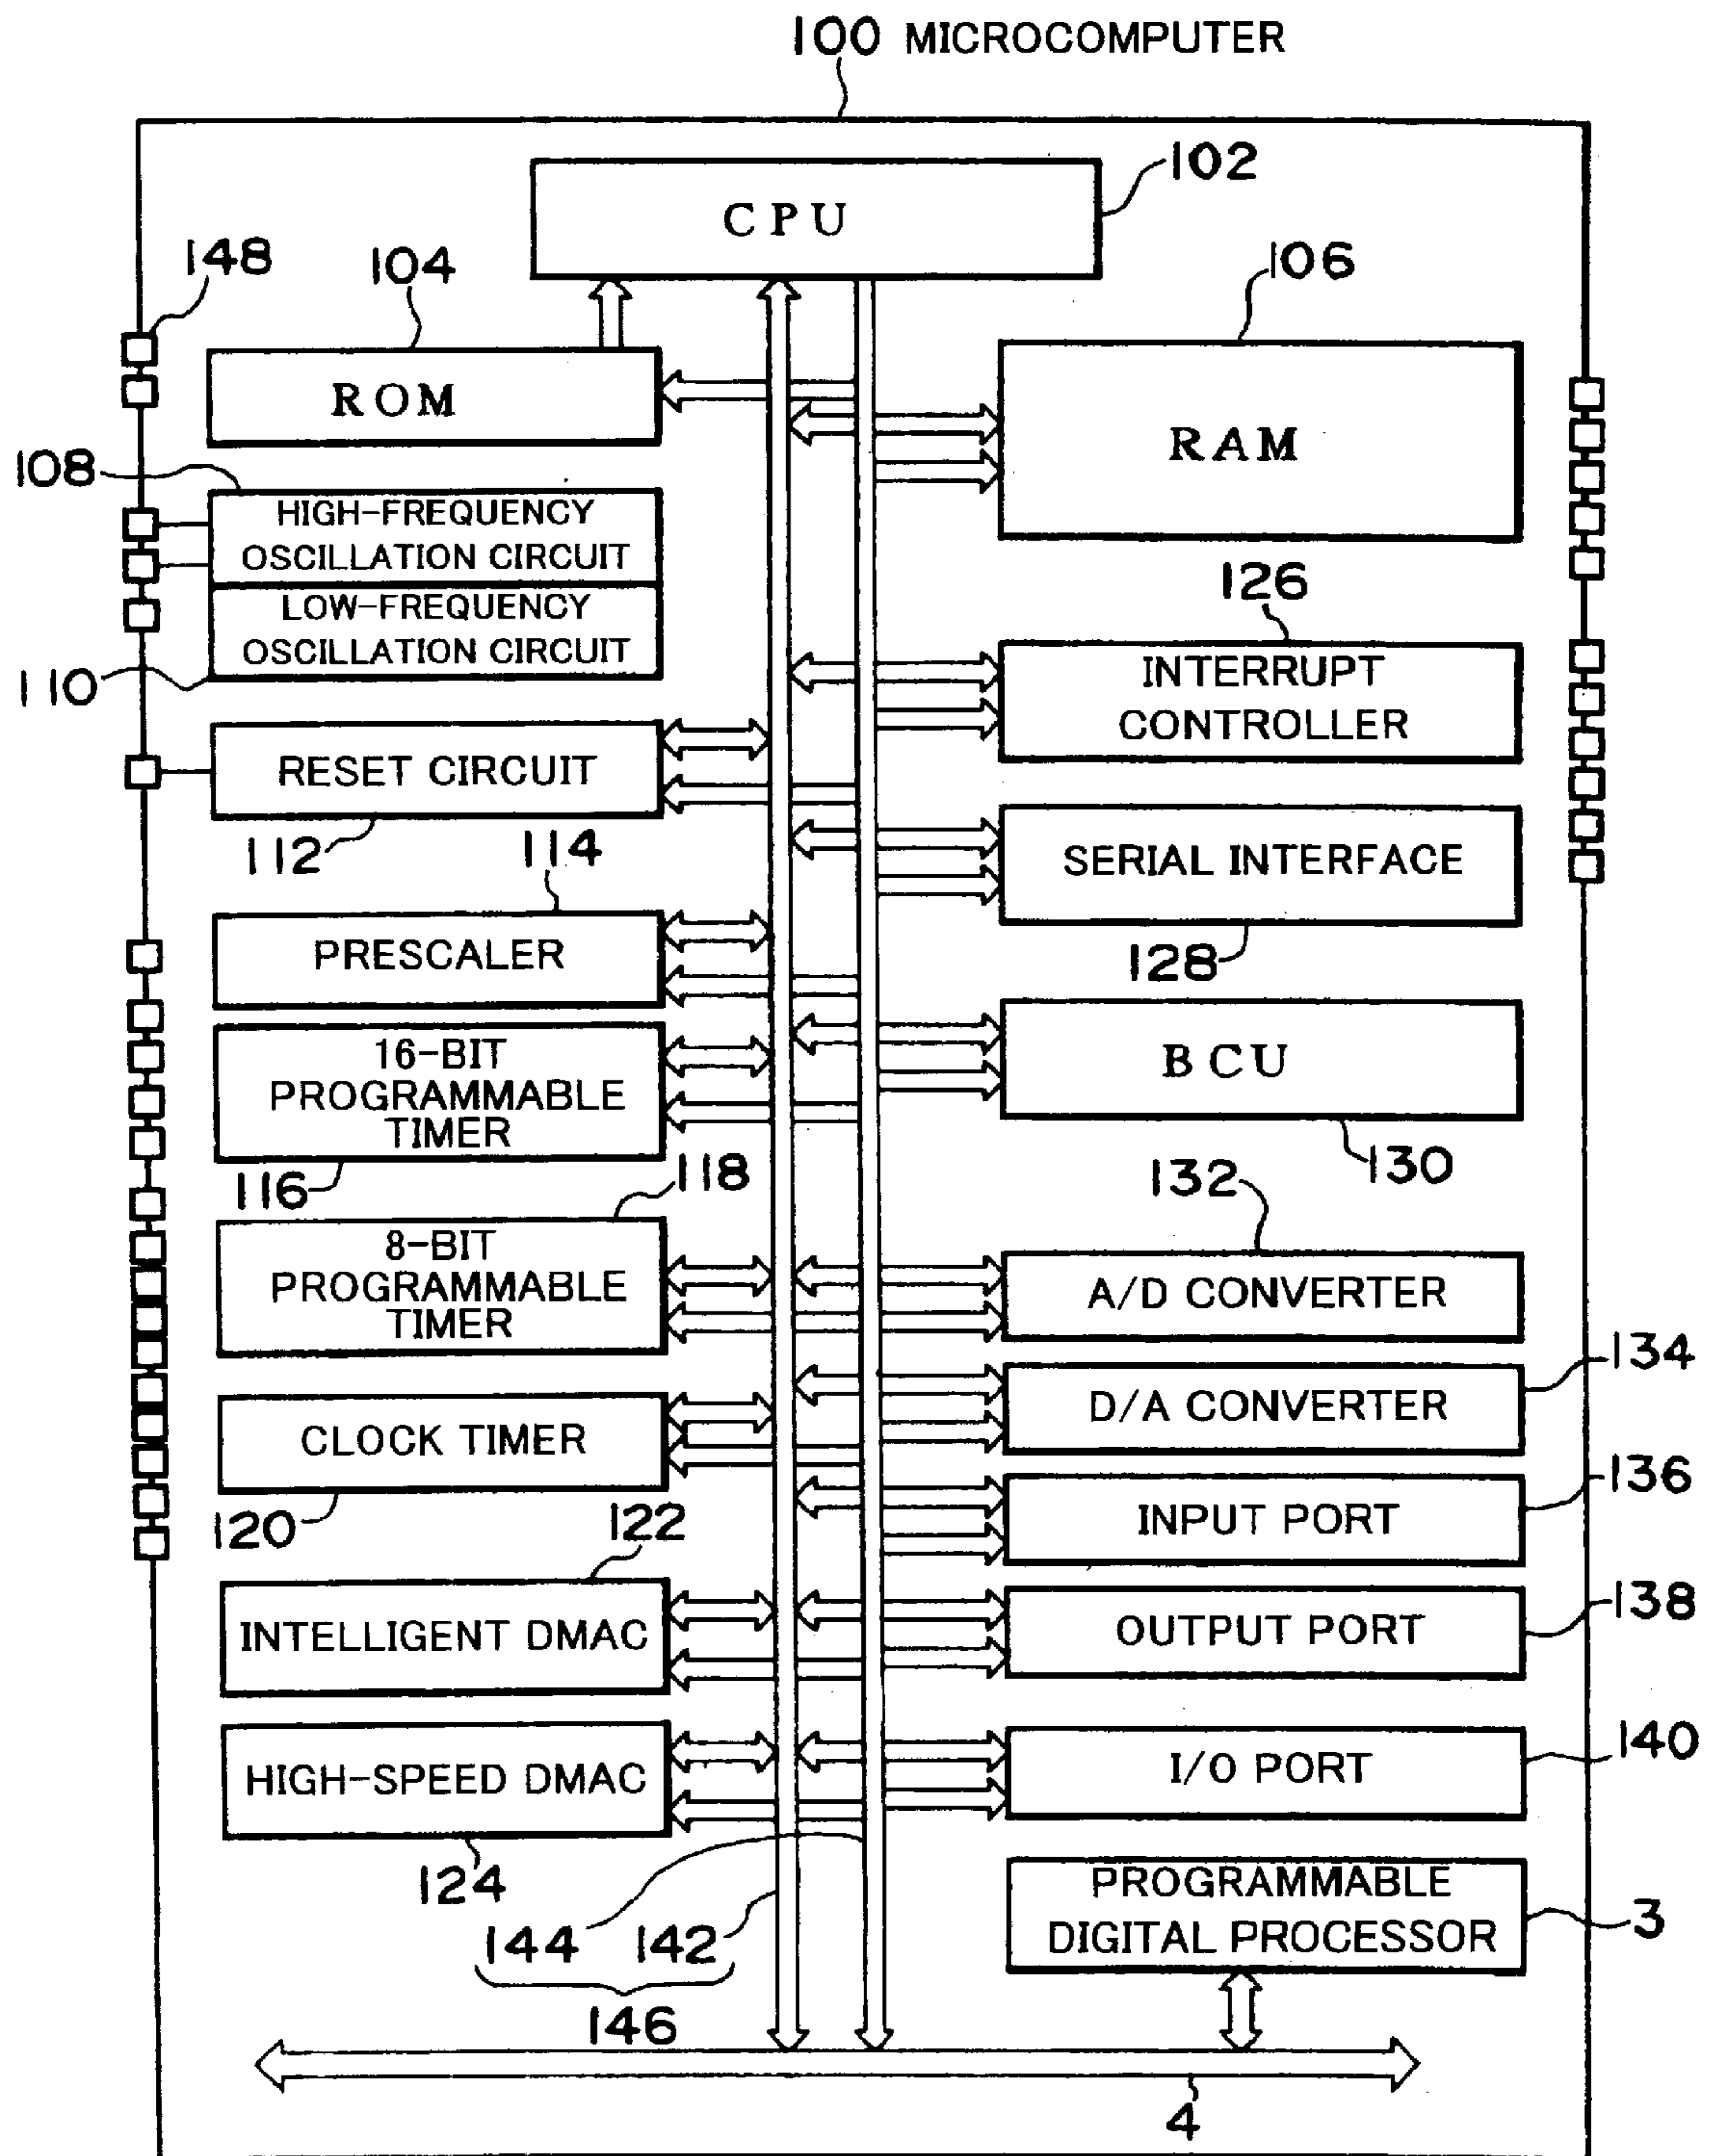 100 MICROCOMPUTER
102
CPU
148
104
106
ROM
RAM
108
HIGH-FREQUENCY
OSCILLATION CIRCUIT
LOW-FREQUENCY
OSCILLATION CIRCUIT
110
126
INTERRUPT
CONTROLLER
RESET CIRCUIT
112
114
SERIAL INTERFACE
128
PRESCALER
16-BIT
PROGRAMMABLE
TIMER
116
BCU
130
118
132
8-BIT
PROGRAMMABLE
TIMER
A/D CONVERTER
134
D/A CONVERTER
CLOCK TIMER
120
122
136
INPUT PORT
INTELLIGENT DMAC
138
OUTPUT PORT
HIGH-SPEED DMAC
124
140
I/O PORT
PROGRAMMABLE
DIGITAL PROCESSOR
3
144 142
146
4